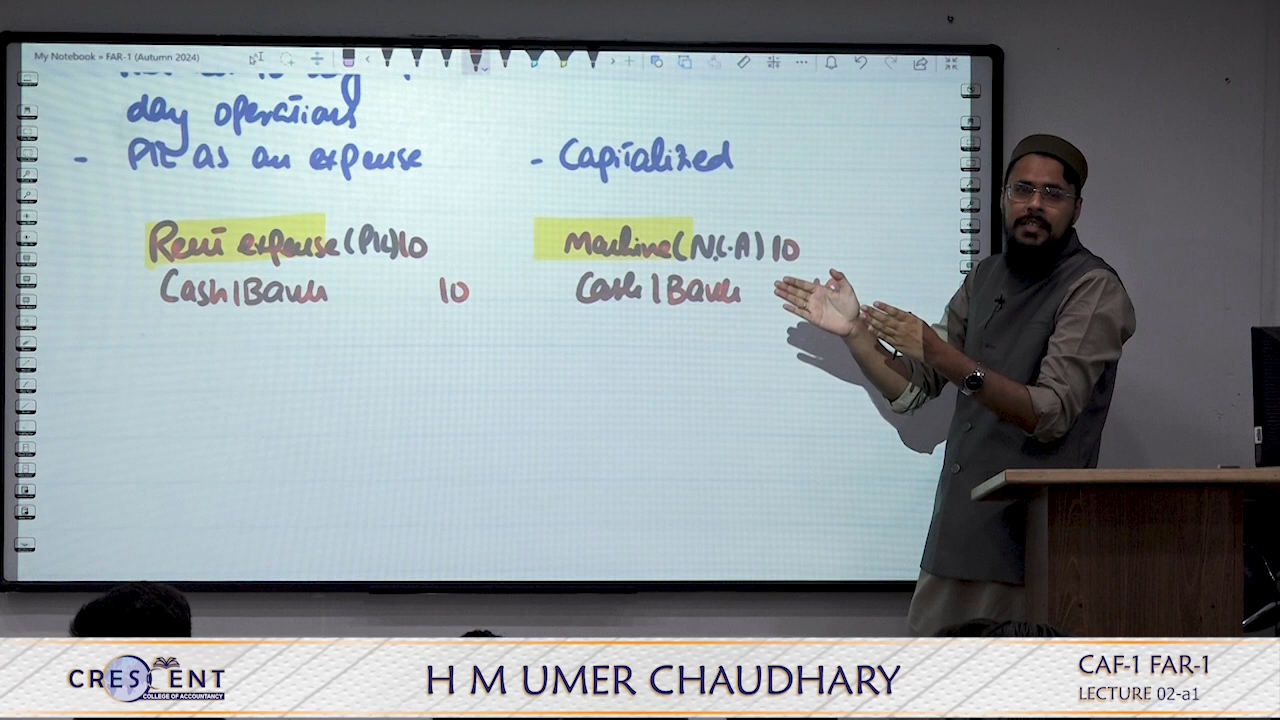 My Notebook » FAR-1 (Autumn 2024)
day operations
- P/L as an expense
- Capitalized
Rent expense (P/L) 10
Cash/Bank 10
Machine (N.C.A) 10
Cash/Bank
CRESCENT
COLLEGE OF ACCOUNTANCY
H M UMER CHAUDHARY
CAF-1 FAR-1
LECTURE 02-a1